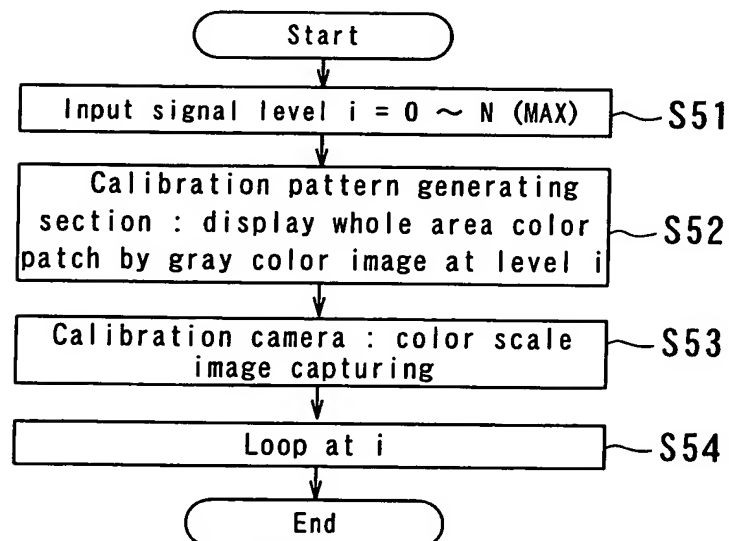 Start
Input signal level i = 0 ～ N (MAX)
S51
Calibration pattern generating
section : display whole area color
patch by gray color image at level i
S52
Calibration camera : color scale
image capturing
S53
Loop at i
S54
End